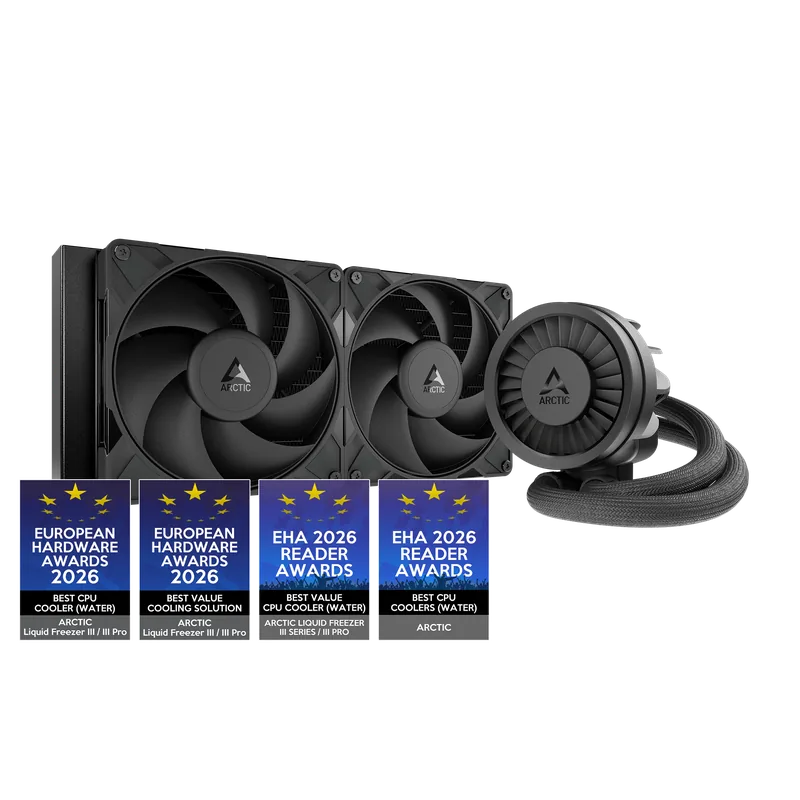 ARCTIC
ARCTIC
ARCTIC
EUROPEAN
HARDWARE
AWARDS
2026
BEST CPU
COOLER (WATER)
ARCTIC
Liquid Freezer III / III Pro
EUROPEAN
HARDWARE
AWARDS
2026
BEST VALUE
COOLING SOLUTION
ARCTIC
Liquid Freezer III / III Pro
EHA 2026
READER
AWARDS
BEST VALUE
CPU COOLER (WATER)
ARCTIC LIQUID FREEZER
III SERIES / III PRO
EHA 2026
READER
AWARDS
BEST CPU
COOLERS (WATER)
ARCTIC